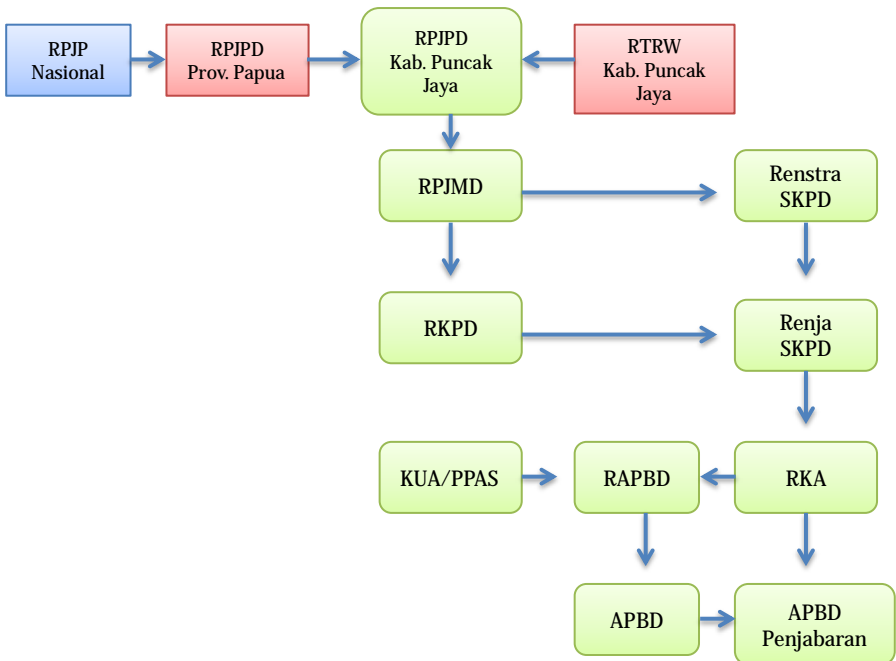 RPJP
Nasional
RPJPD
Prov. Papua
RPJPD
Kab. Puncak
Jaya
RTRW
Kab. Puncak
Jaya
RPJMD
Renstra
SKPD
RKPD
Renja
SKPD
KUA/PPAS
RAPBD
RKA
APBD
APBD
Penjabaran